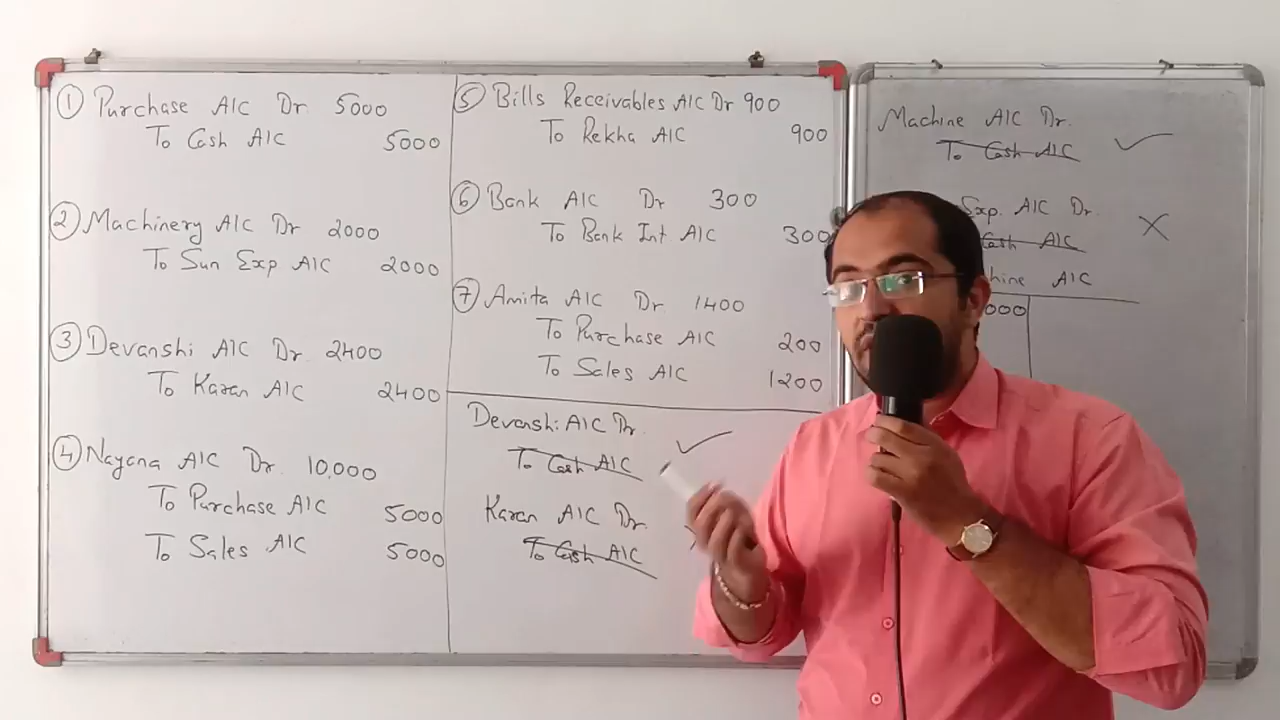 ① Purchase A/C Dr. 5000
To Cash A/C 5000
② Machinery A/C Dr 2000
To Sun Exp A/C 2000
③ Devanshi A/C Dr. 2400
To Karan A/C 2400
④ Nayana A/C Dr. 10,000
To Purchase A/C 5000
To Sales A/C 5000
⑤ Bills Receivables A/C Dr 900
To Rekha A/C 900
⑥ Bank A/C Dr 300
To Bank Int A/C 300
⑦ Amita A/C Dr. 1400
To Purchase A/C 200
To Sales A/C 1200
Devanshi A/C Dr.
To Cash A/C
Karan A/C Dr.
To Cash A/C
Machine A/C Dr.
To Cash A/C
Exp. A/C Dr.
Cash A/C
A/C